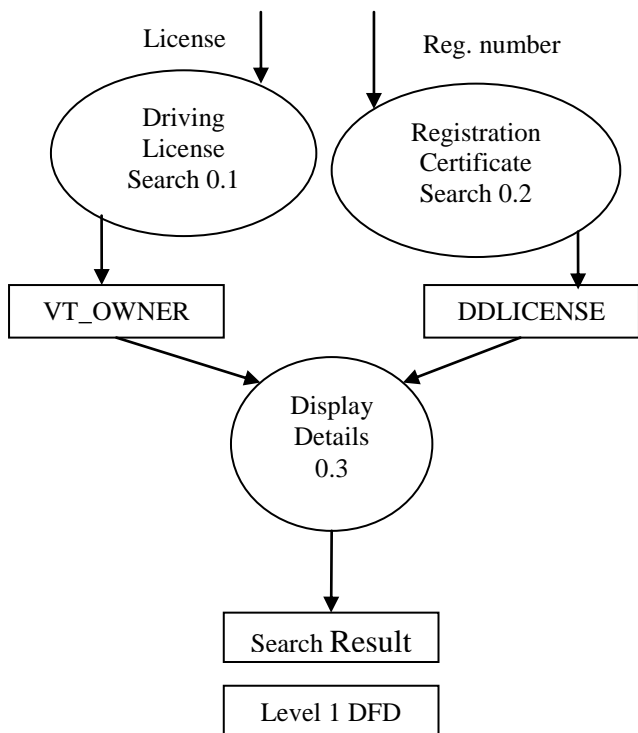 License
Reg. number
Driving
License
Search 0.1
Registration
Certificate
Search 0.2
VT_OWNER
DDLICENSE
Display
Details
0.3
Search Result
Level 1 DFD